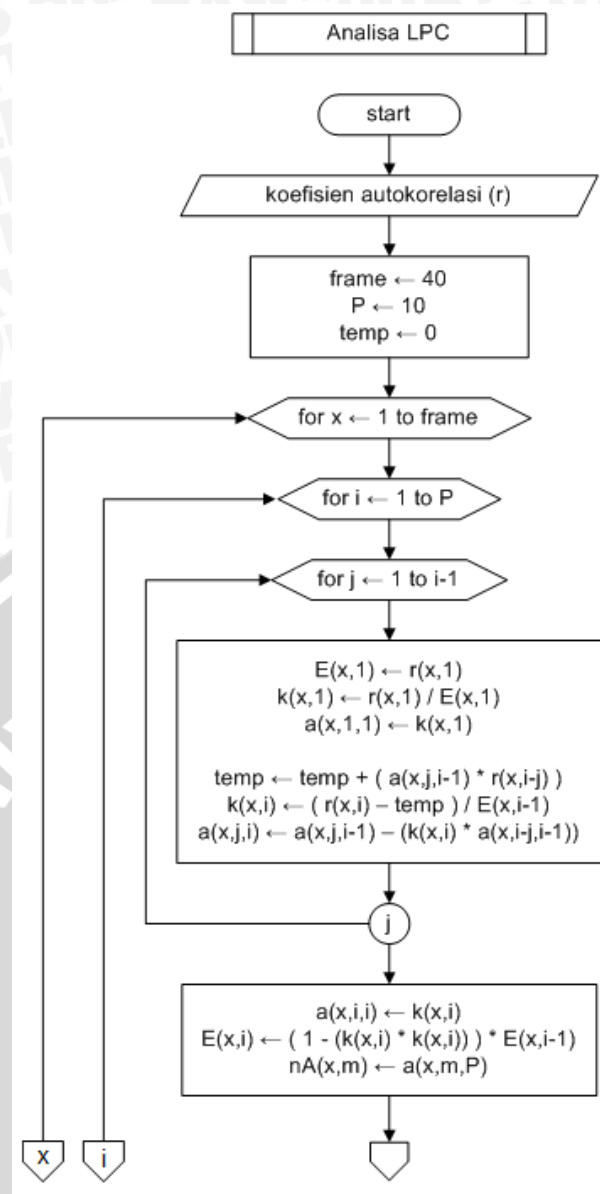 Analisa LPC
start
koefisien autokorelasi (r)
frame ← 40
P ← 10
temp ← 0
for x ← 1 to frame
for i ← 1 to P
for j ← 1 to i-1
E(x,1) ← r(x,1)
k(x,1) ← r(x,1) / E(x,1)
a(x,1,1) ← k(x,1)
temp ← temp + ( a(x,j,i-1) * r(x,i-j) )
k(x,i) ← ( r(x,i) – temp ) / E(x,i-1)
a(x,j,i) ← a(x,j,i-1) – (k(x,i) * a(x,i-j,i-1))
j
a(x,i,i) ← k(x,i)
E(x,i) ← ( 1 - (k(x,i) * k(x,i)) ) * E(x,i-1)
nA(x,m) ← a(x,m,P)
x
i